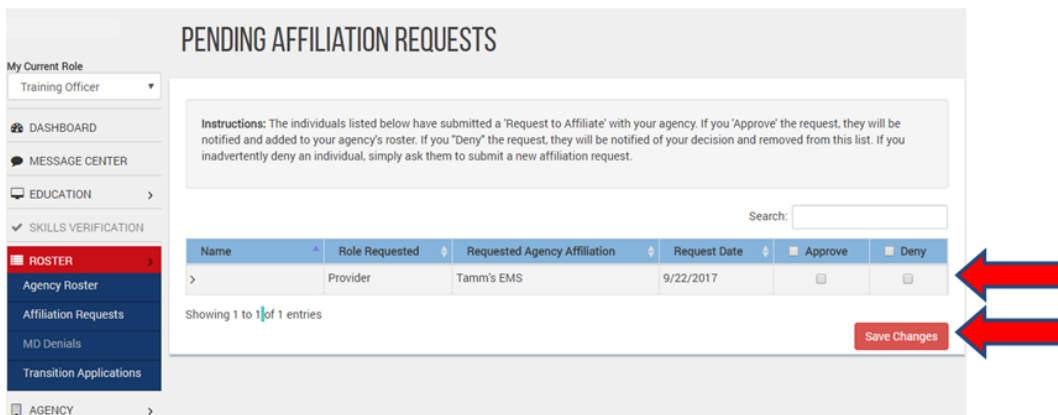 PENDING AFFILIATION REQUESTS
My Current Role
Training Officer
DASHBOARD
MESSAGE CENTER
EDUCATION
SKILLS VERIFICATION
ROSTER
Agency Roster
Affiliation Requests
MD Denials
Transition Applications
AGENCY
Instructions: The individuals listed below have submitted a 'Request to Affiliate' with your agency. If you 'Approve' the request, they will be
notified and added to your agency's roster. If you "Deny" the request, they will be notified of your decision and removed from this list. If you
inadvertently deny an individual, simply ask them to submit a new affiliation request.
Search:
Name Role Requested Requested Agency Affiliation Request Date Approve Deny
Provider Tamm's EMS 9/22/2017
Showing 1 to 1 of 1 entries
Save Changes